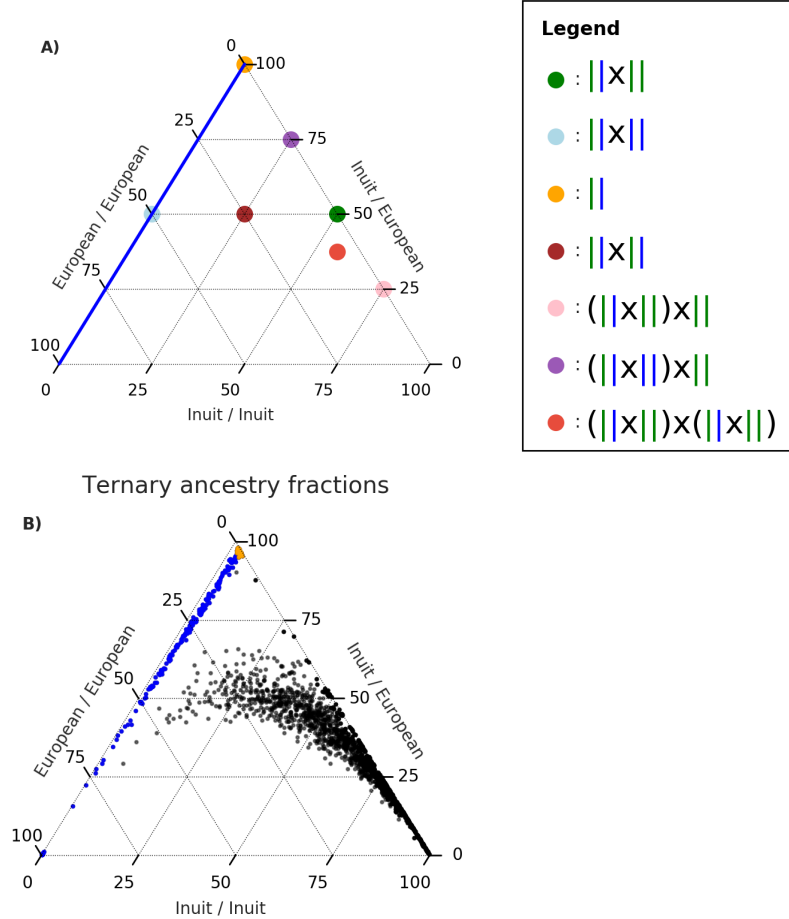 A)
0
100
25
75
50
50
75
25
100
0
0
25
50
75
100
European / European
Inuit / European
Inuit / Inuit
Legend
: ||x||
: ||x||
: ||
: ||x||
: (||x||)x||
: (||x||)x||
: (||x||)x(||x||)
Ternary ancestry fractions
B)
0
100
25
75
50
50
75
25
100
0
0
25
50
75
100
European / European
Inuit / European
Inuit / Inuit